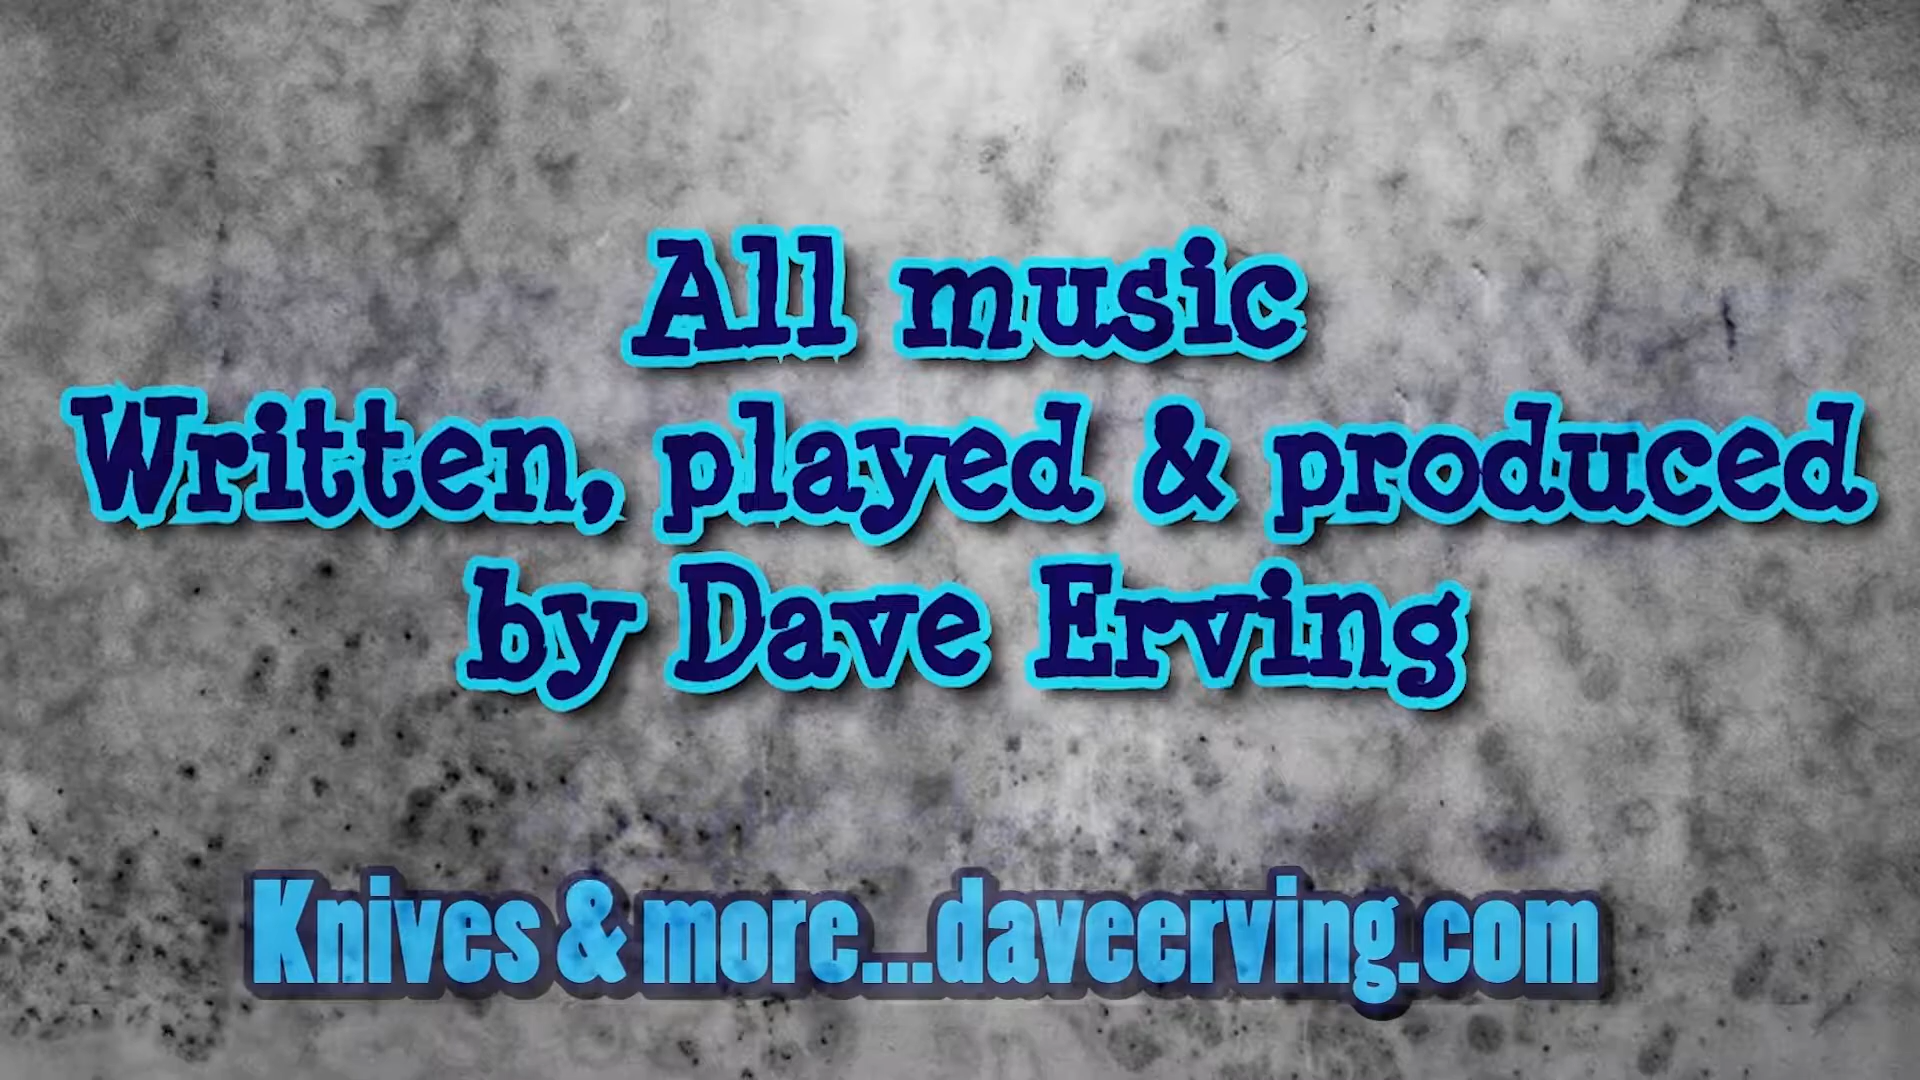 All music
Written, played & produced
by Dave Erving
Knives & more...daveerving.com